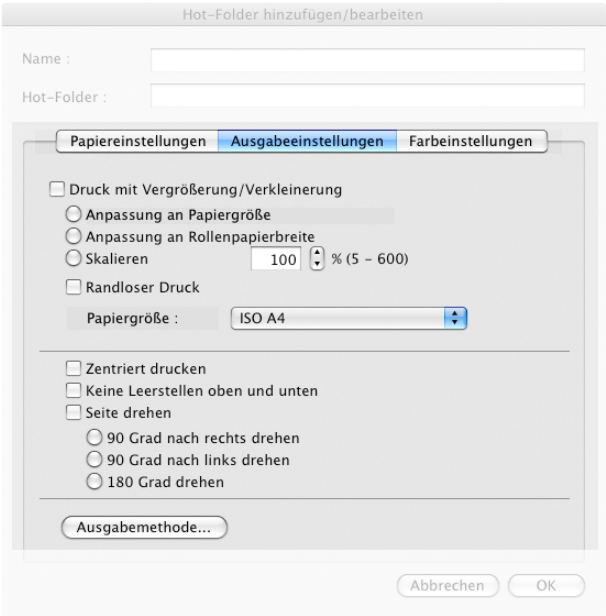 Hot-Folder hinzufügen/bearbeiten
Name :
Hot-Folder :
Papiereinstellungen Ausgabeeinstellungen Farbeinstellungen
Druck mit Vergrößerung/Verkleinerung
Anpassung an Papiergröße
Anpassung an Rollenpapierbreite
Skalieren 100 % (5 - 600)
Randloser Druck
Papiergröße : ISO A4
Zentriert drucken
Keine Leerstellen oben und unten
Seite drehen
90 Grad nach rechts drehen
90 Grad nach links drehen
180 Grad drehen
Ausgabemethode...
Abbrechen OK